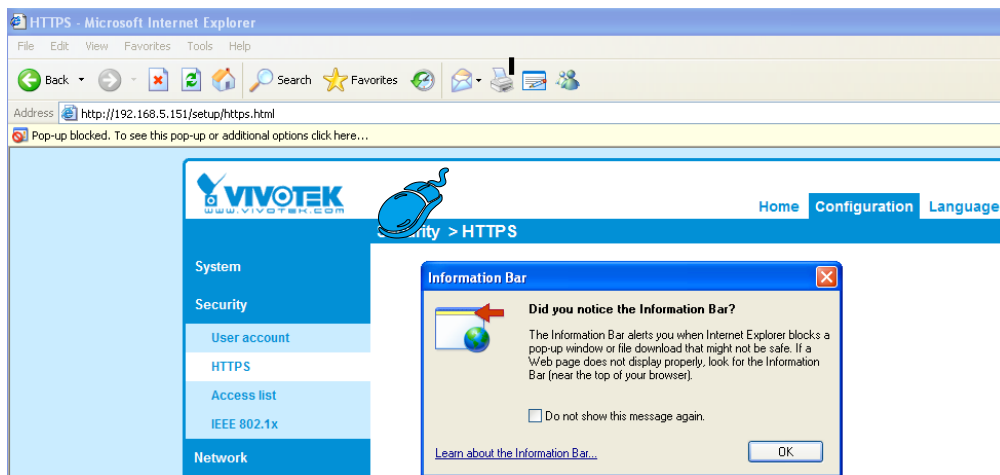 HTTPS - Microsoft Internet Explorer
File Edit View Favorites Tools Help
Back Search Favorites
Address http://192.168.5.151/setup/https.html
Pop-up blocked. To see this pop-up or additional options click here...
VIVOTEK
www.vivotek.com
Home Configuration Language
rity > HTTPS
System
Security
User account
HTTPS
Access list
IEEE 802.1x
Network
Information Bar
Did you notice the Information Bar?
The Information Bar alerts you when Internet Explorer blocks a
pop-up window or file download that might not be safe. If a
Web page does not display properly, look for the Information
Bar (near the top of your browser).
Do not show this message again.
Learn about the Information Bar...
OK